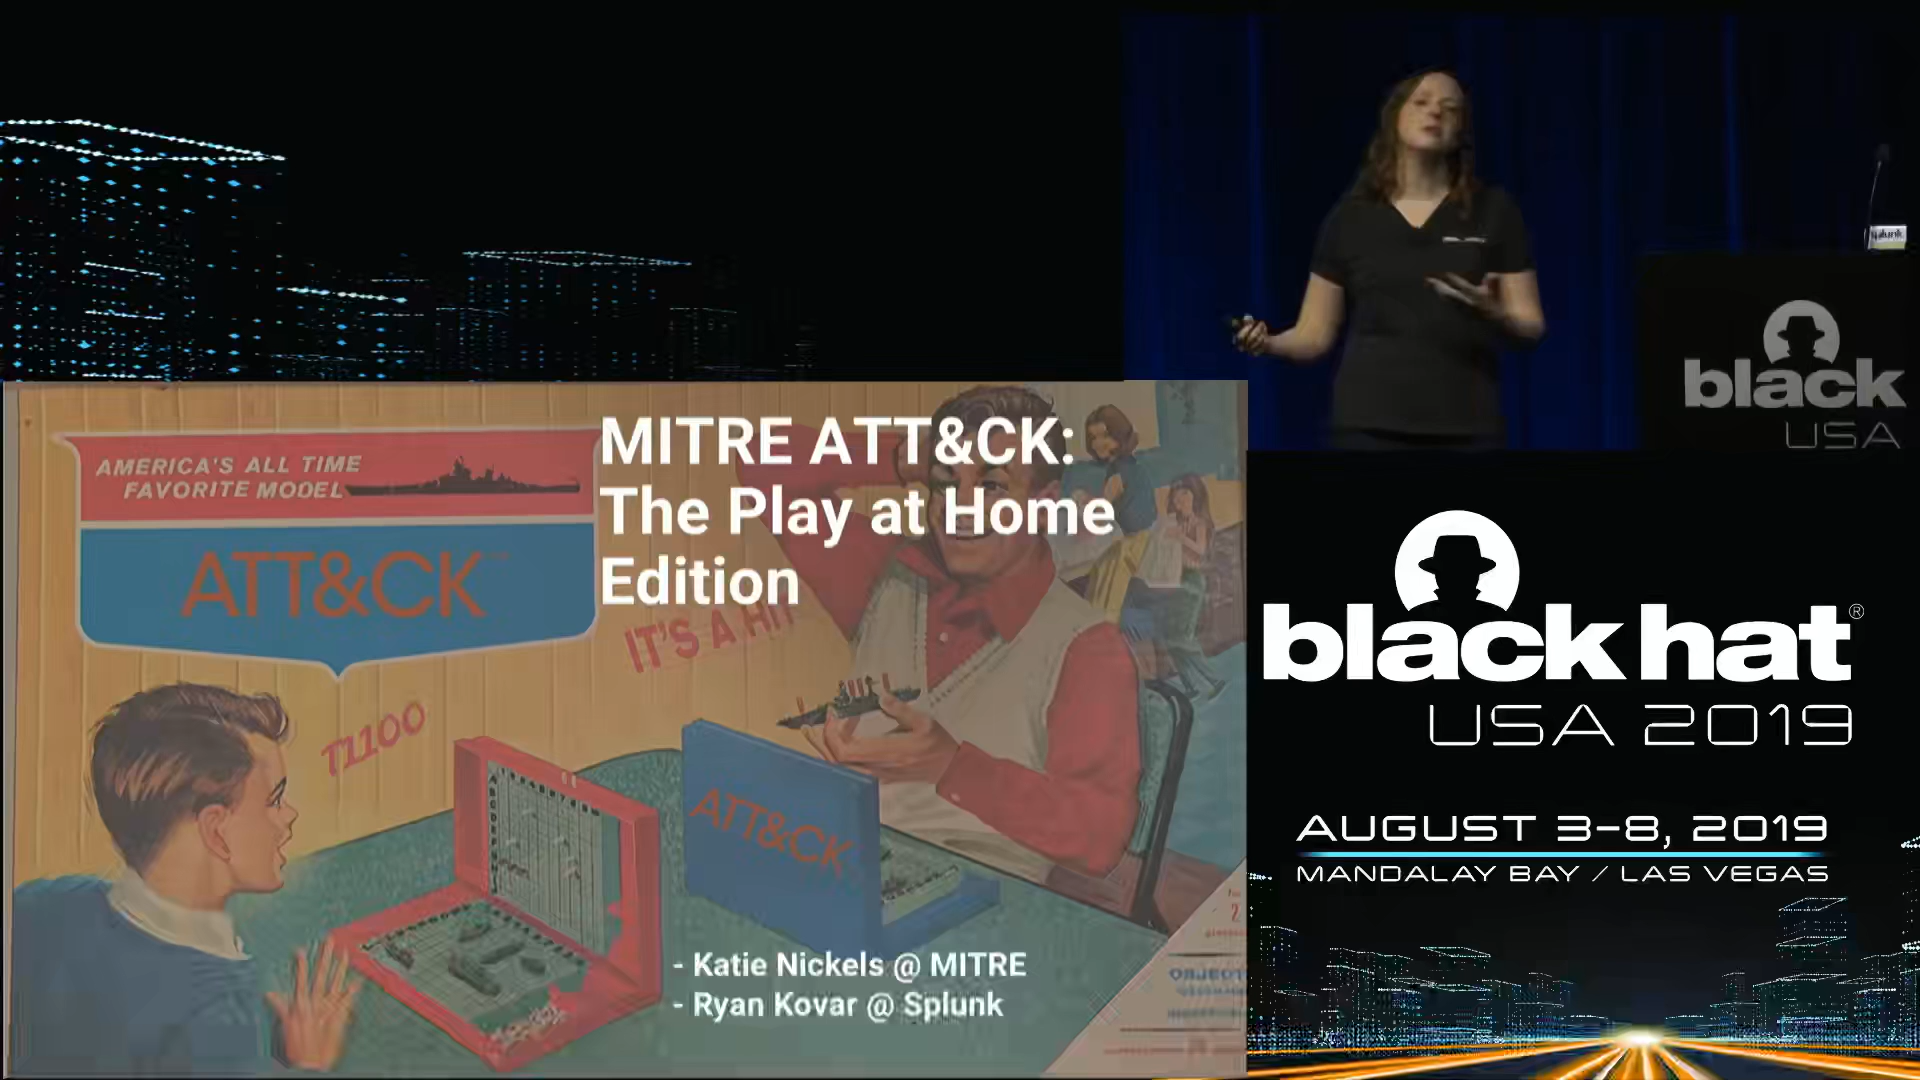 splunk
black
USA
MITRE ATT&CK:
The Play at Home
Edition
AMERICA'S ALL TIME
FAVORITE MODEL
ATT&CK
IT'S A HIT
T1100
ATT&CK
- Katie Nickels @ MITRE
- Ryan Kovar @ Splunk
2
black hat®
USA 2019
AUGUST 3-8, 2019
MANDALAY BAY / LAS VEGAS